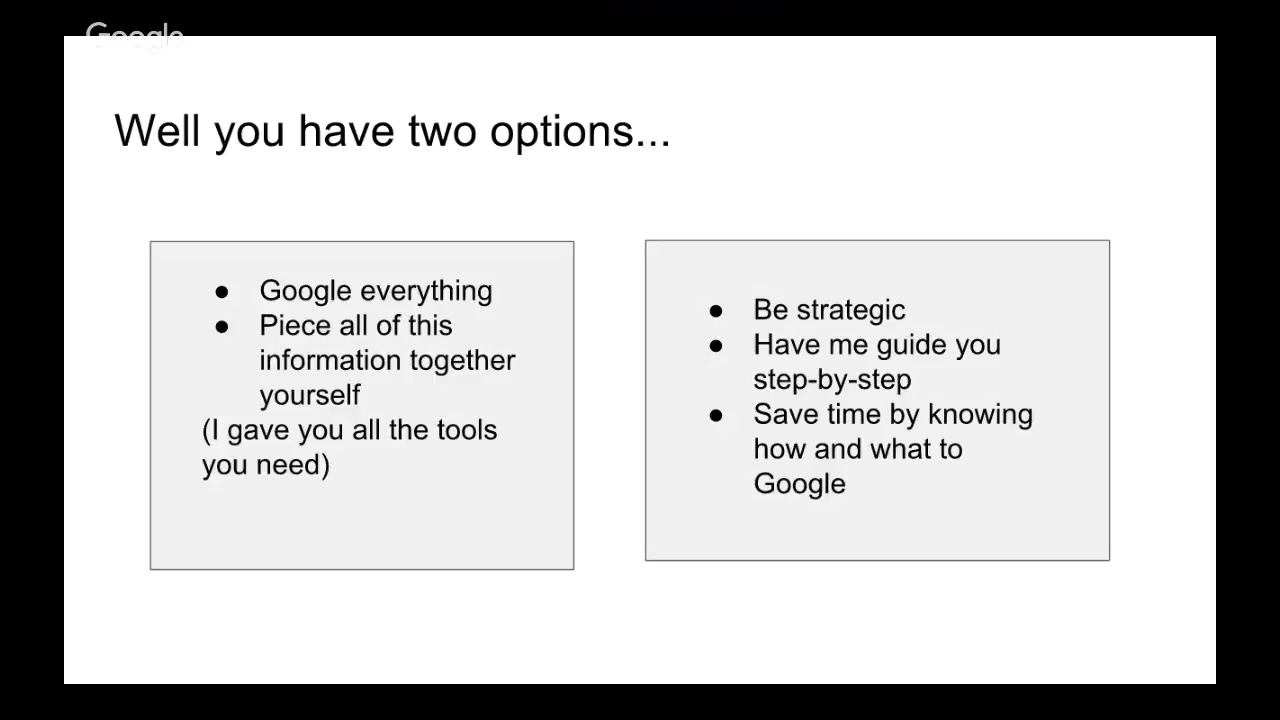 Google
Well you have two options...
● Google everything
● Piece all of this
information together
yourself
(I gave you all the tools
you need)
● Be strategic
● Have me guide you
step-by-step
● Save time by knowing
how and what to
Google